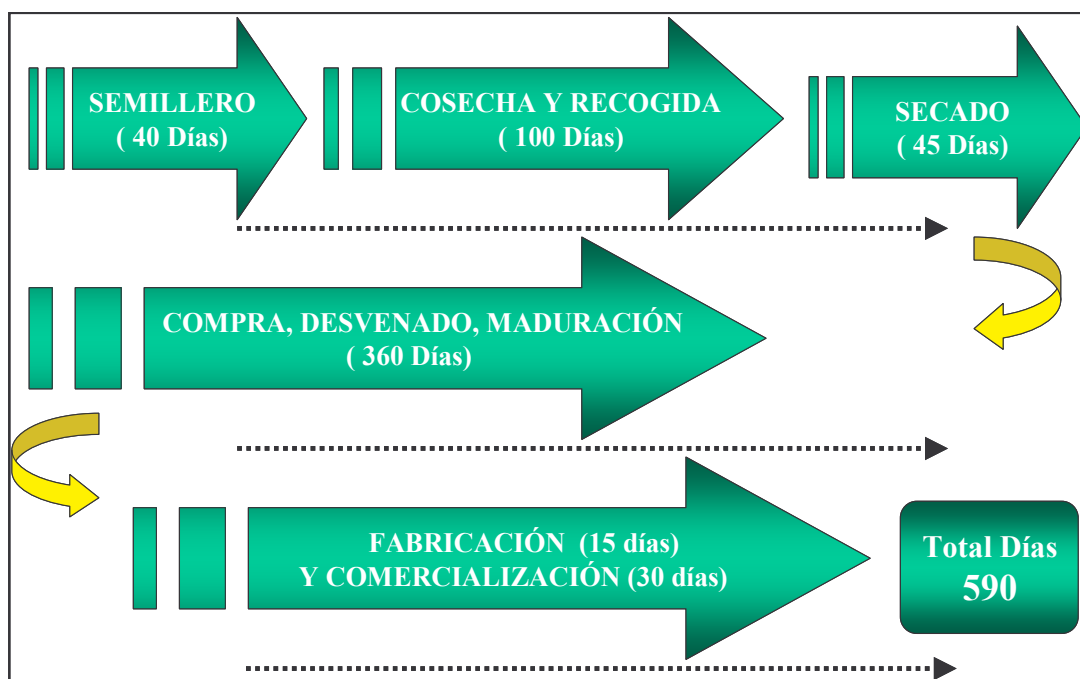 SEMILLERO
( 40 Días)
COSECHA Y RECOGIDA
( 100 Días)
SECADO
( 45 Días)
COMPRA, DESVENADO, MADURACIÓN
( 360 Días)
FABRICACIÓN (15 días)
Y COMERCIALIZACIÓN (30 días)
Total Días
590